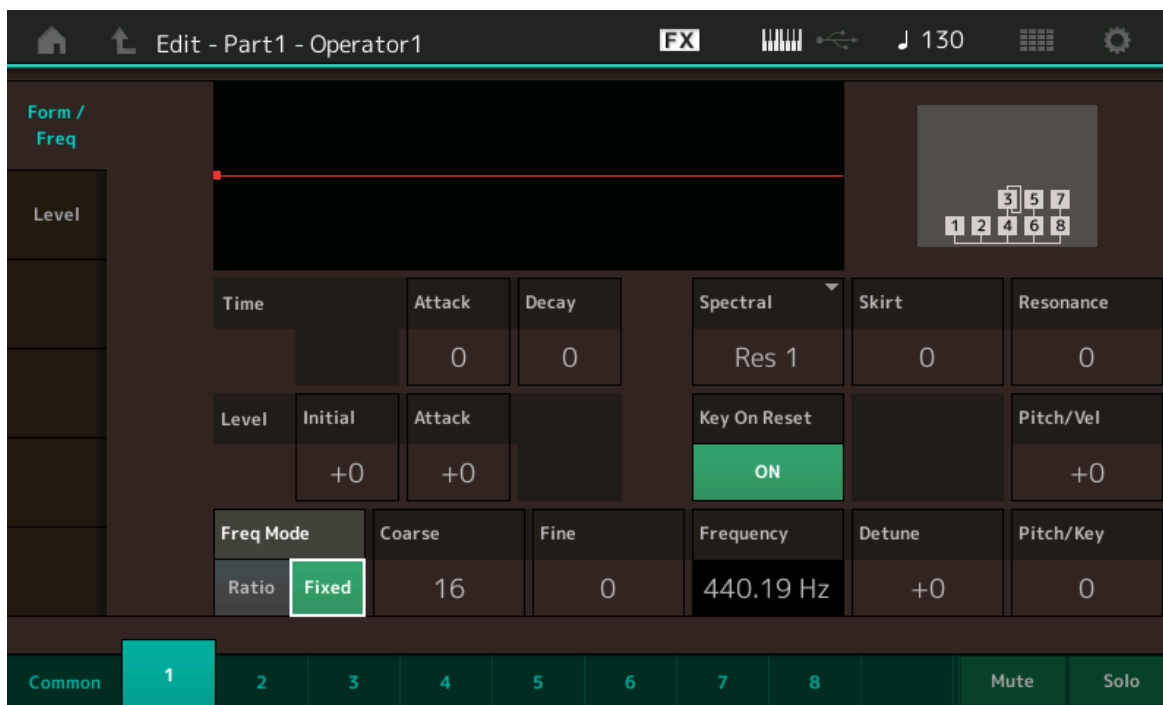 Edit - Part1 - Operator1 FX 130
Form /
Freq
Level
3 5 7
1 2 4 6 8
Time Attack Decay Spectral Skirt Resonance
0 0 Res 1 0 0
Level Initial Attack Key On Reset Pitch/Vel
+0 +0 ON +0
Freq Mode Coarse Fine Frequency Detune Pitch/Key
Ratio Fixed 16 0 440.19 Hz +0 0
Common 1 2 3 4 5 6 7 8 Mute Solo